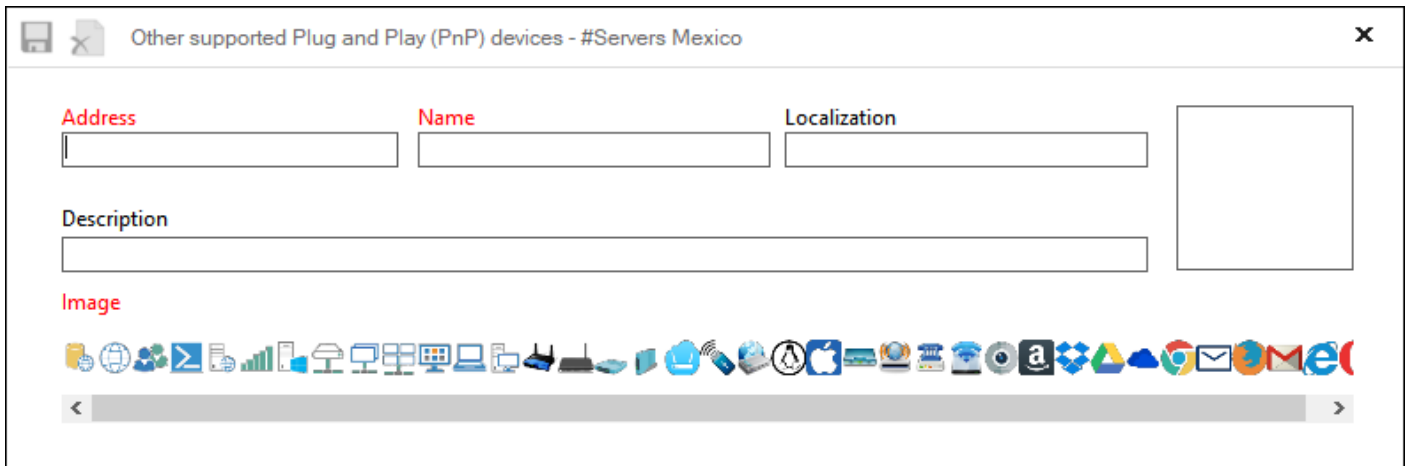 Other supported Plug and Play (PnP) devices - #Servers Mexico
Address Name Localization
Description
Image